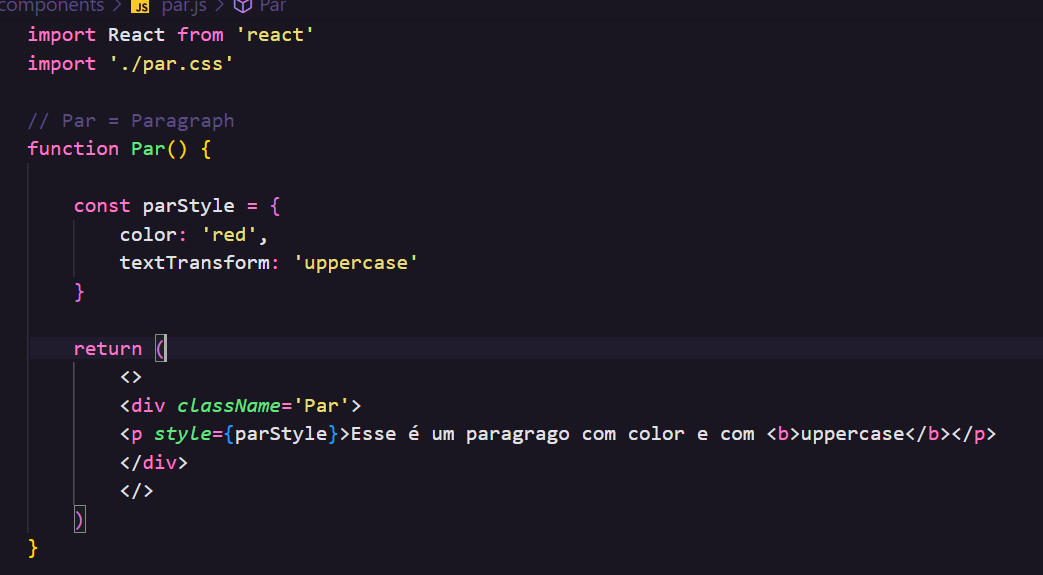 components > JS par.js > Par
import React from 'react'
import './par.css'
// Par = Paragraph
function Par() {
const parStyle = {
color: 'red',
textTransform: 'uppercase'
}
return (
<>
<div className='Par'>
<p style={parStyle}>Esse é um paragrago com color e com <b>uppercase</b></p>
</div>
</>
)
}